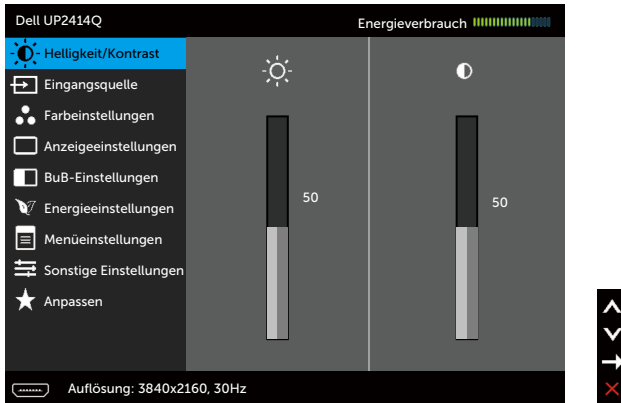 Dell UP2414Q
Energieverbrauch
Helligkeit/Kontrast
Eingangsquelle
Farbeinstellungen
Anzeigeeinstellungen
BuB-Einstellungen
Energieeinstellungen
Menüeinstellungen
Sonstige Einstellungen
Anpassen
50
50
Auflösung: 3840x2160, 30Hz